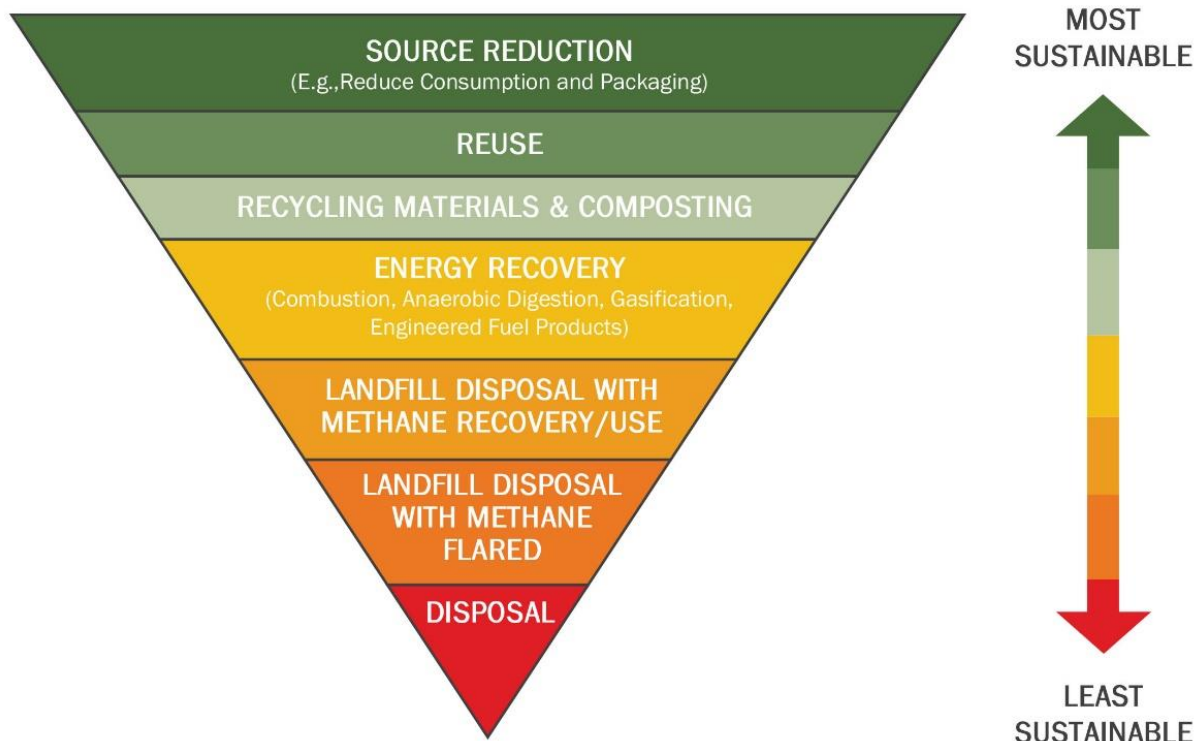 SOURCE REDUCTION
(E.g.,Reduce Consumption and Packaging)
REUSE
RECYCLING MATERIALS & COMPOSTING
ENERGY RECOVERY
(Combustion, Anaerobic Digestion, Gasification,
Engineered Fuel Products)
LANDFILL DISPOSAL WITH
METHANE RECOVERY/USE
LANDFILL DISPOSAL
WITH METHANE
FLARED
DISPOSAL
MOST
SUSTAINABLE
LEAST
SUSTAINABLE